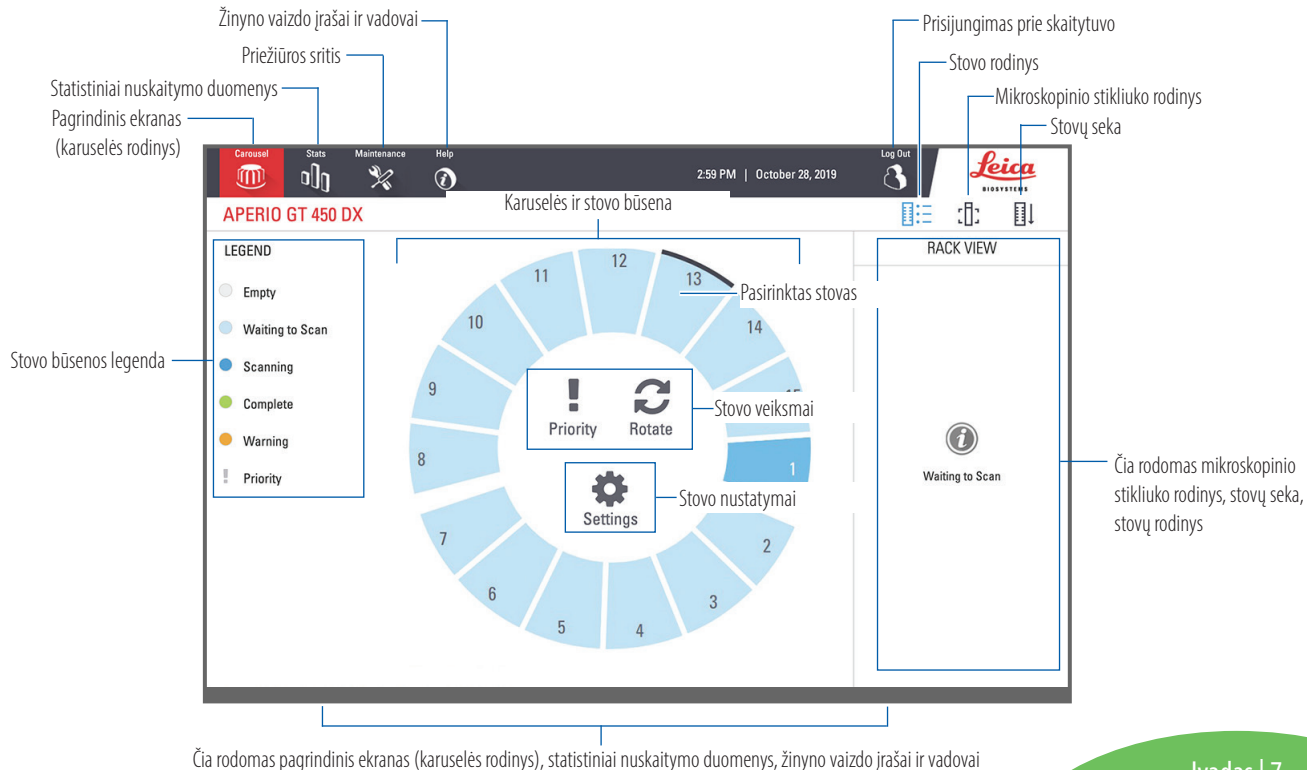 Žinyno vaizdo įrašai ir vadovai
Priežiūros sritis
Statistiniai nuskaitymo duomenys
Pagrindinis ekranas
(karuselės rodinys)
Prisijungimas prie skaitytuvo
Stovo rodinys
Mikroskopinio stikliuko rodinys
Stovų seka
Carousel
Stats
Maintenance
Help
2:59 PM | October 28, 2019
Log Out
Leica
BIOSYSTEMS
APERIO GT 450 DX
Karuselės ir stovo būsena
LEGEND
Empty
Waiting to Scan
Scanning
Complete
Warning
Priority
Stovo būsenos legenda
11
12
13
10
14
9
8
1
7
2
6
3
5
4
Pasirinktas stovas
Priority
Rotate
Stovo veiksmai
Settings
Stovo nustatymai
RACK VIEW
Waiting to Scan
Čia rodomas mikroskopinio
stikliuko rodinys, stovų seka,
stovų rodinys
Čia rodomas pagrindinis ekranas (karuselės rodinys), statistiniai nuskaitymo duomenys, žinyno vaizdo įrašai ir vadovai